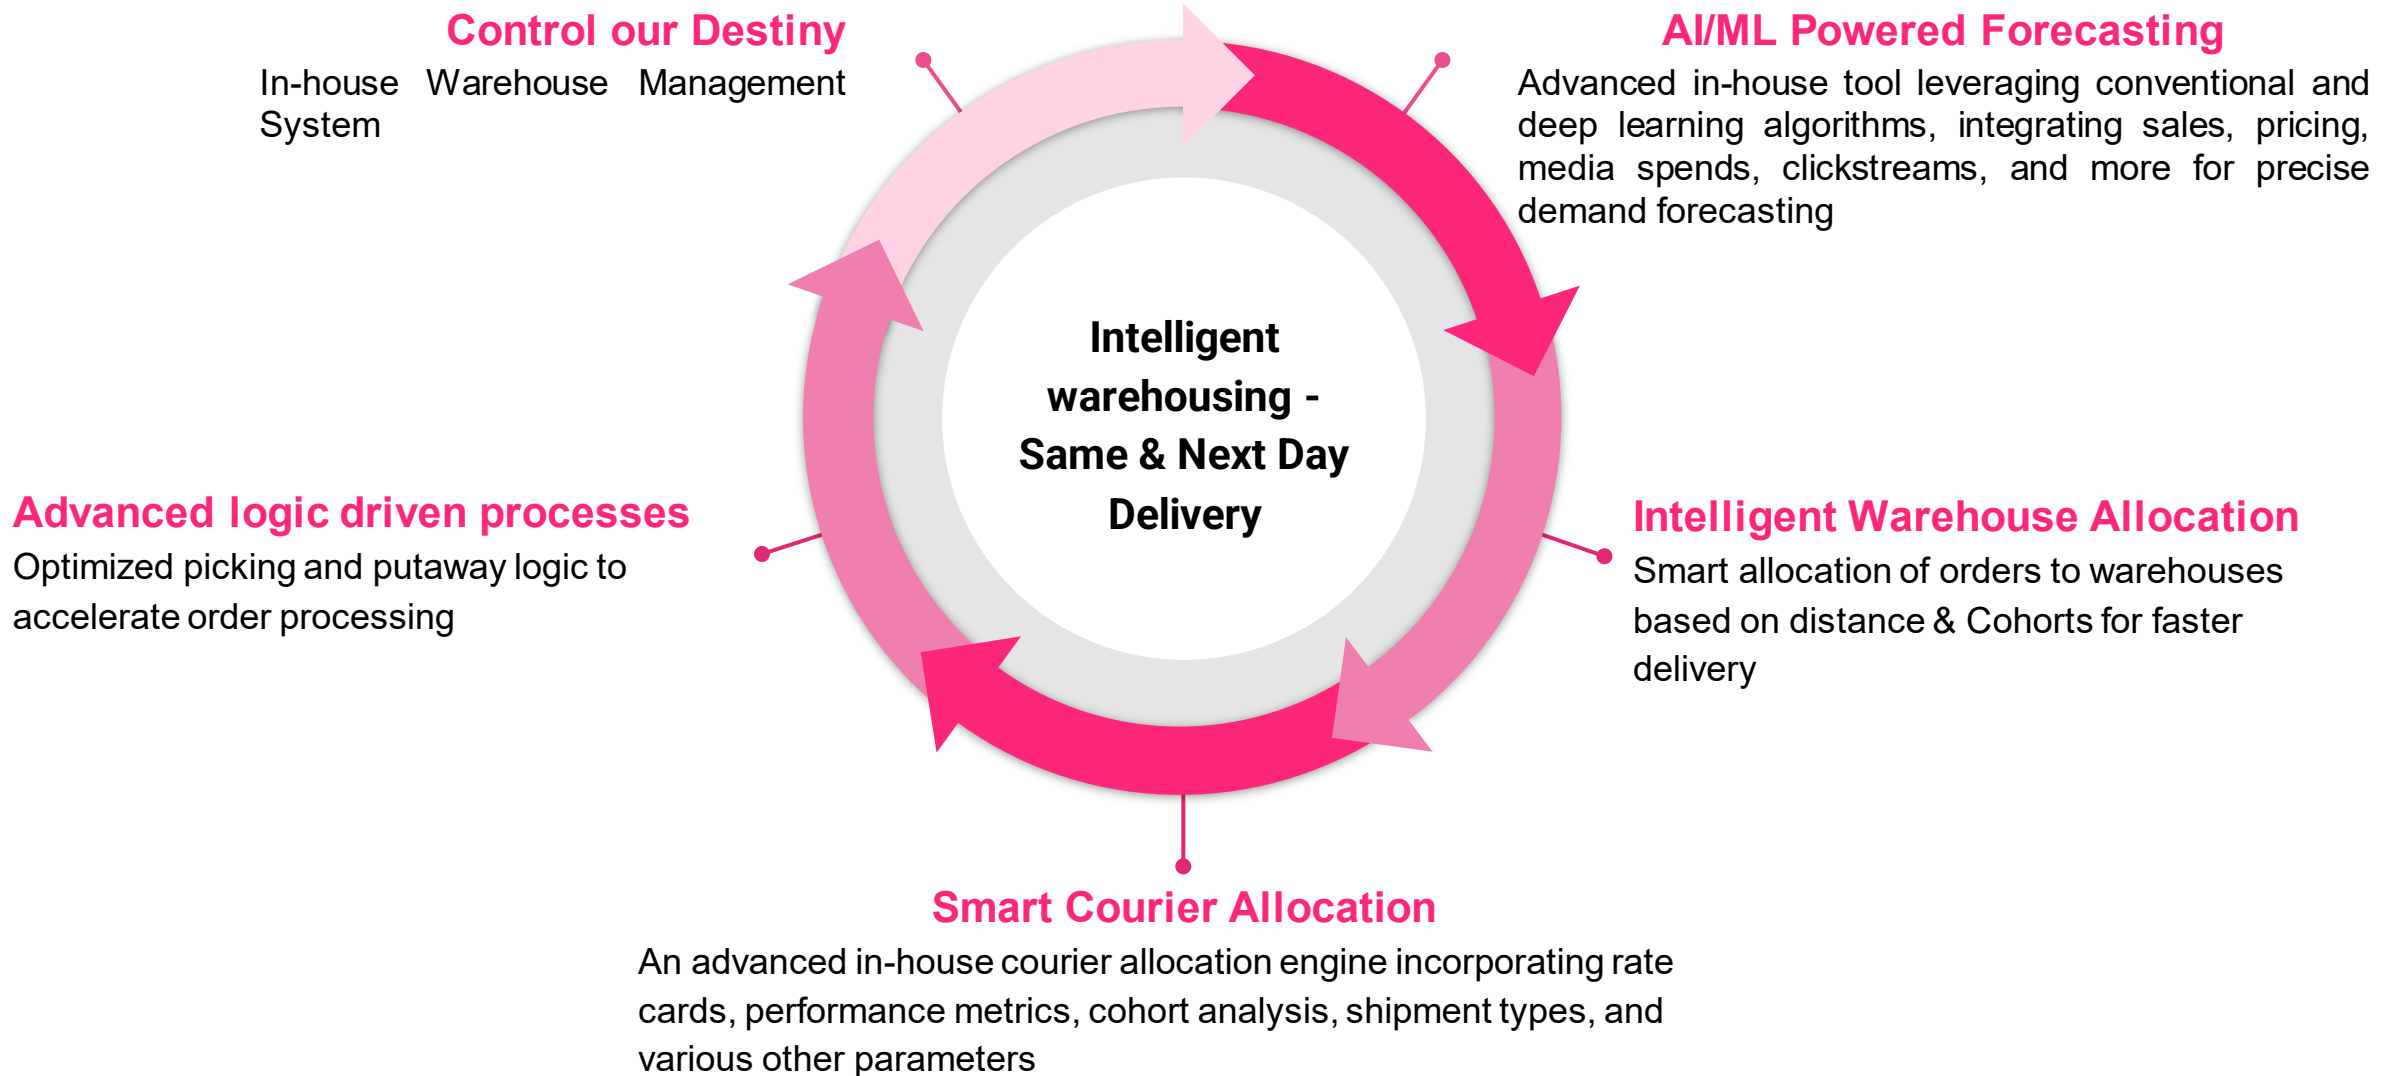 Control our Destiny
In-house Warehouse Management
System
AI/ML Powered Forecasting
Advanced in-house tool leveraging conventional and
deep learning algorithms, integrating sales, pricing,
media spends, clickstreams, and more for precise
demand forecasting
Intelligent
warehousing -
Same & Next Day
Delivery
Advanced logic driven processes
Optimized picking and putaway logic to
accelerate order processing
Intelligent Warehouse Allocation
Smart allocation of orders to warehouses
based on distance & Cohorts for faster
delivery
Smart Courier Allocation
An advanced in-house courier allocation engine incorporating rate
cards, performance metrics, cohort analysis, shipment types, and
various other parameters